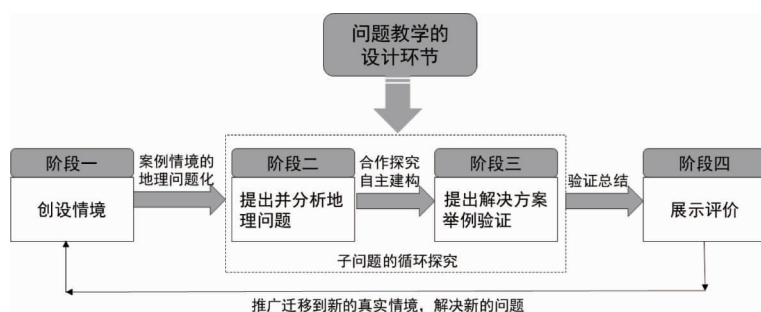 问题教学的
设计环节
阶段一
创设情境
案例情境的
地理问题化
阶段二
提出并分析地
理问题
合作探究
自主建构
阶段三
提出解决方案
举例验证
验证总结
阶段四
展示评价
子问题的循环探究
推广迁移到新的真实情境，解决新的问题